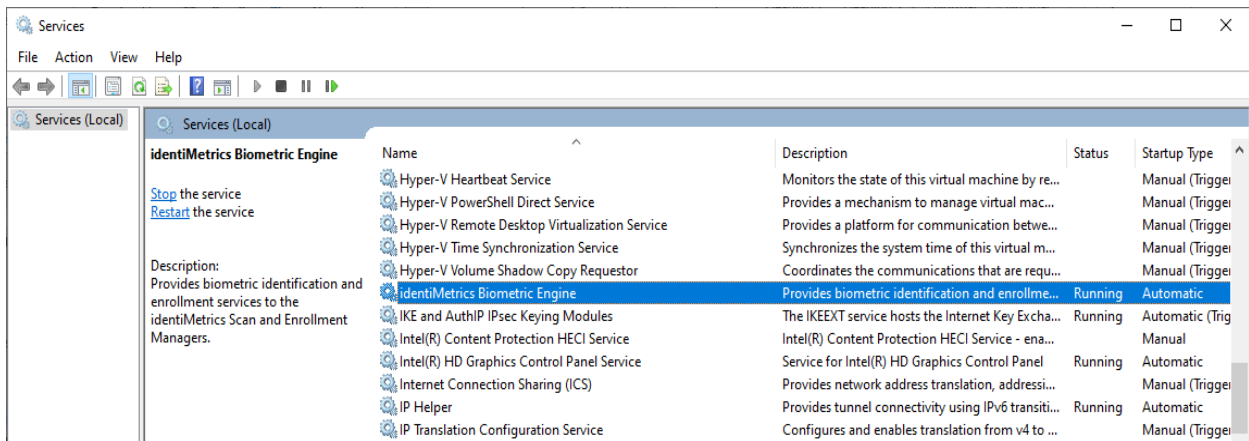 Services
File Action View Help
Services (Local)
Services (Local)
identiMetrics Biometric Engine
Stop the service
Restart the service
Description:
Provides biometric identification and
enrollment services to the
identiMetrics Scan and Enrollment
Managers.
Name Description Status Startup Type
Hyper-V Heartbeat Service Monitors the state of this virtual machine by re... Manual (Trigger
Hyper-V PowerShell Direct Service Provides a mechanism to manage virtual mac... Manual (Trigger
Hyper-V Remote Desktop Virtualization Service Provides a platform for communication betwe... Manual (Trigger
Hyper-V Time Synchronization Service Synchronizes the system time of this virtual m... Manual (Trigger
Hyper-V Volume Shadow Copy Requestor Coordinates the communications that are requ... Manual (Trigger
identiMetrics Biometric Engine Provides biometric identification and enrollme... Running Automatic
IKE and AuthIP IPsec Keying Modules The IKEEXT service hosts the Internet Key Excha... Running Automatic (Trig
Intel(R) Content Protection HECI Service Intel(R) Content Protection HECI Service - ena... Manual
Intel(R) HD Graphics Control Panel Service Service for Intel(R) HD Graphics Control Panel Running Automatic
Internet Connection Sharing (ICS) Provides network address translation, addressi... Manual (Trigger
IP Helper Provides tunnel connectivity using IPv6 transiti... Running Automatic
IP Translation Configuration Service Configures and enables translation from v4 to ... Manual (Trigger